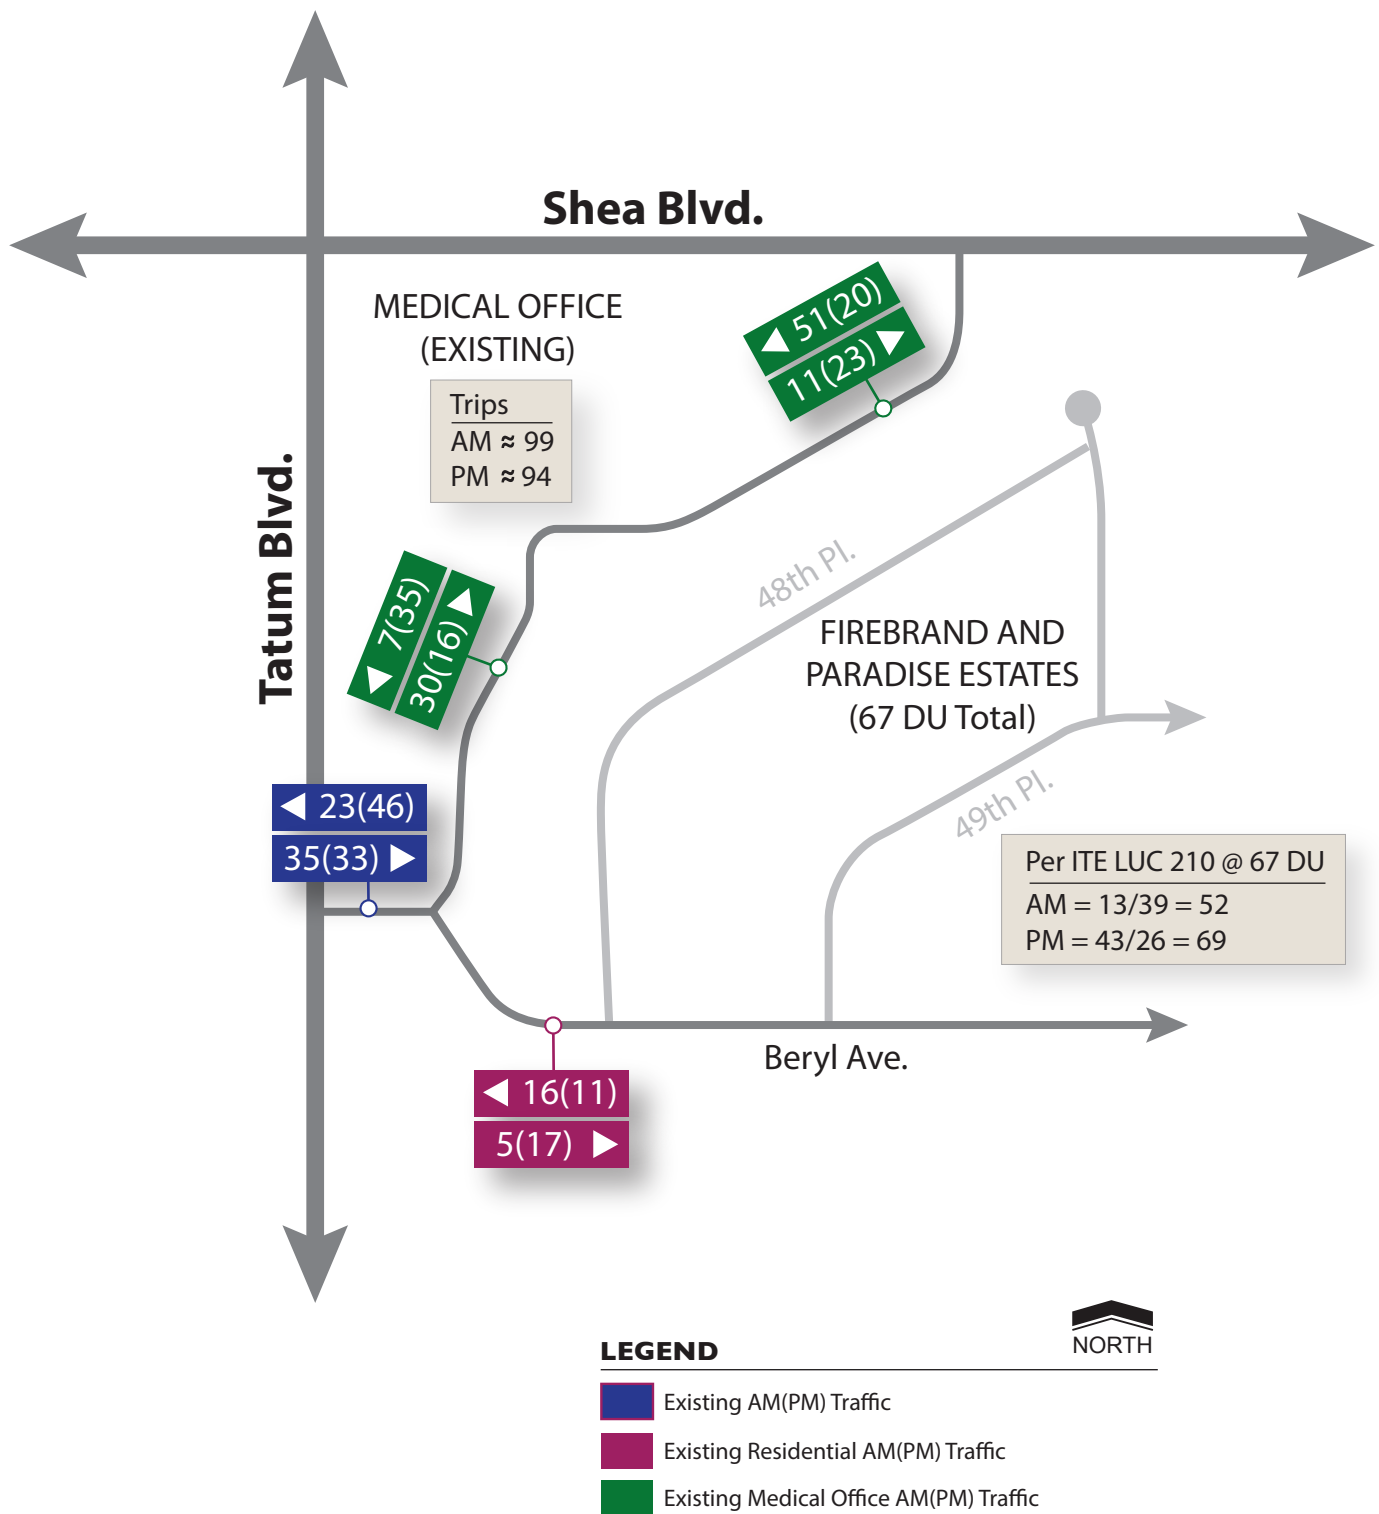 Shea Blvd.
MEDICAL OFFICE
(EXISTING)
Trips
AM ≈ 99
PM ≈ 94
51(20)
11(23)
Tatum Blvd.
7(35)
30(16)
48th Pl.
FIREBRAND AND
PARADISE ESTATES
(67 DU Total)
49th Pl.
23(46)
35(33)
Per ITE LUC 210 @ 67 DU
AM = 13/39 = 52
PM = 43/26 = 69
Beryl Ave.
16(11)
5(17)
NORTH
LEGEND
Existing AM(PM) Traffic
Existing Residential AM(PM) Traffic
Existing Medical Office AM(PM) Traffic